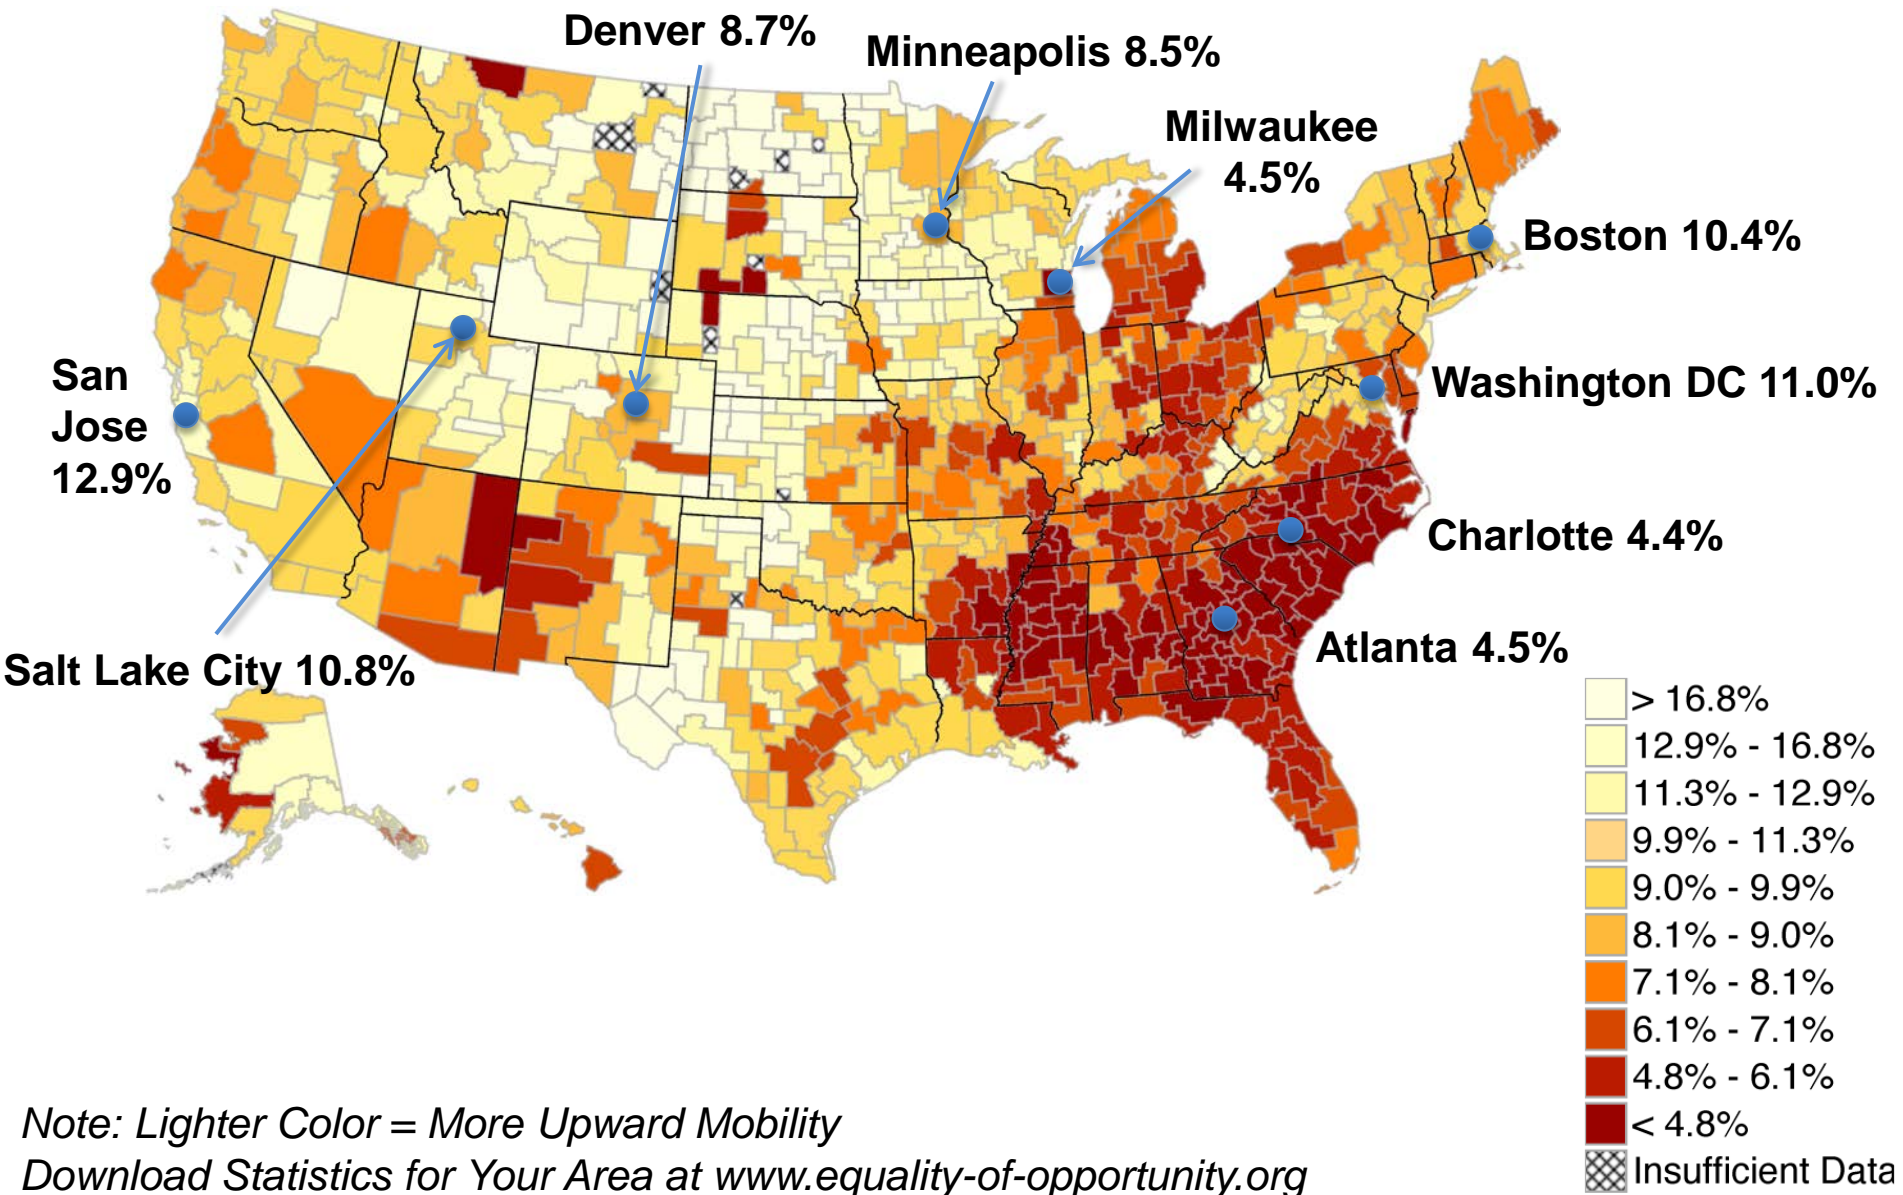 Denver 8.7%
Minneapolis 8.5%
Milwaukee
4.5%
Boston 10.4%
San
Jose
12.9%
Washington DC 11.0%
Charlotte 4.4%
Atlanta 4.5%
Salt Lake City 10.8%
> 16.8%
12.9% - 16.8%
11.3% - 12.9%
9.9% - 11.3%
9.0% - 9.9%
8.1% - 9.0%
7.1% - 8.1%
6.1% - 7.1%
4.8% - 6.1%
< 4.8%
Insufficient Data
Note: Lighter Color = More Upward Mobility
Download Statistics for Your Area at www.equality-of-opportunity.org